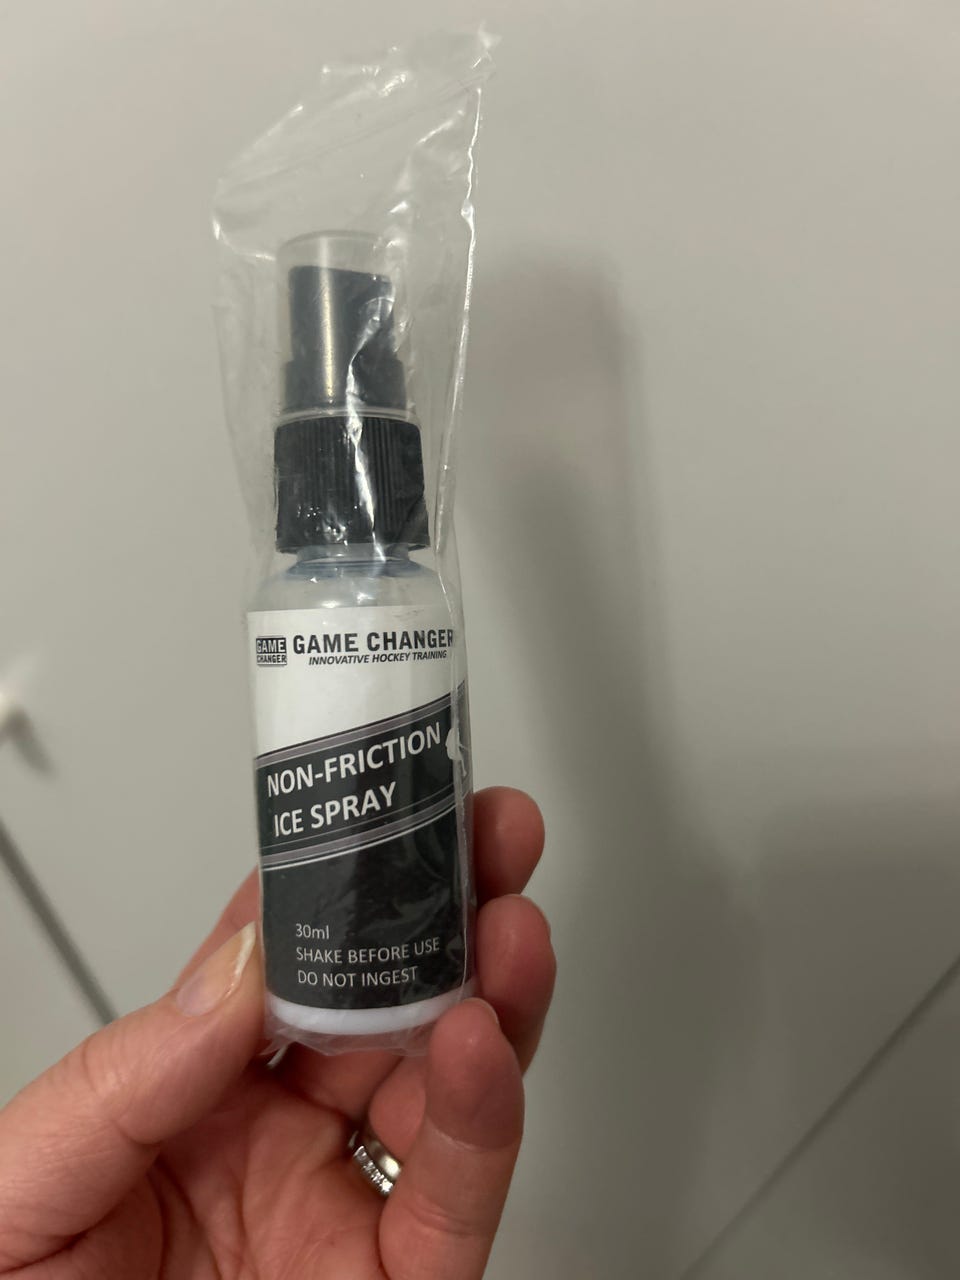 GAME
CHANGER
GAME CHANGER
INNOVATIVE HOCKEY TRAINING
NON-FRICTION
ICE SPRAY
30ml
SHAKE BEFORE USE
DO NOT INGEST